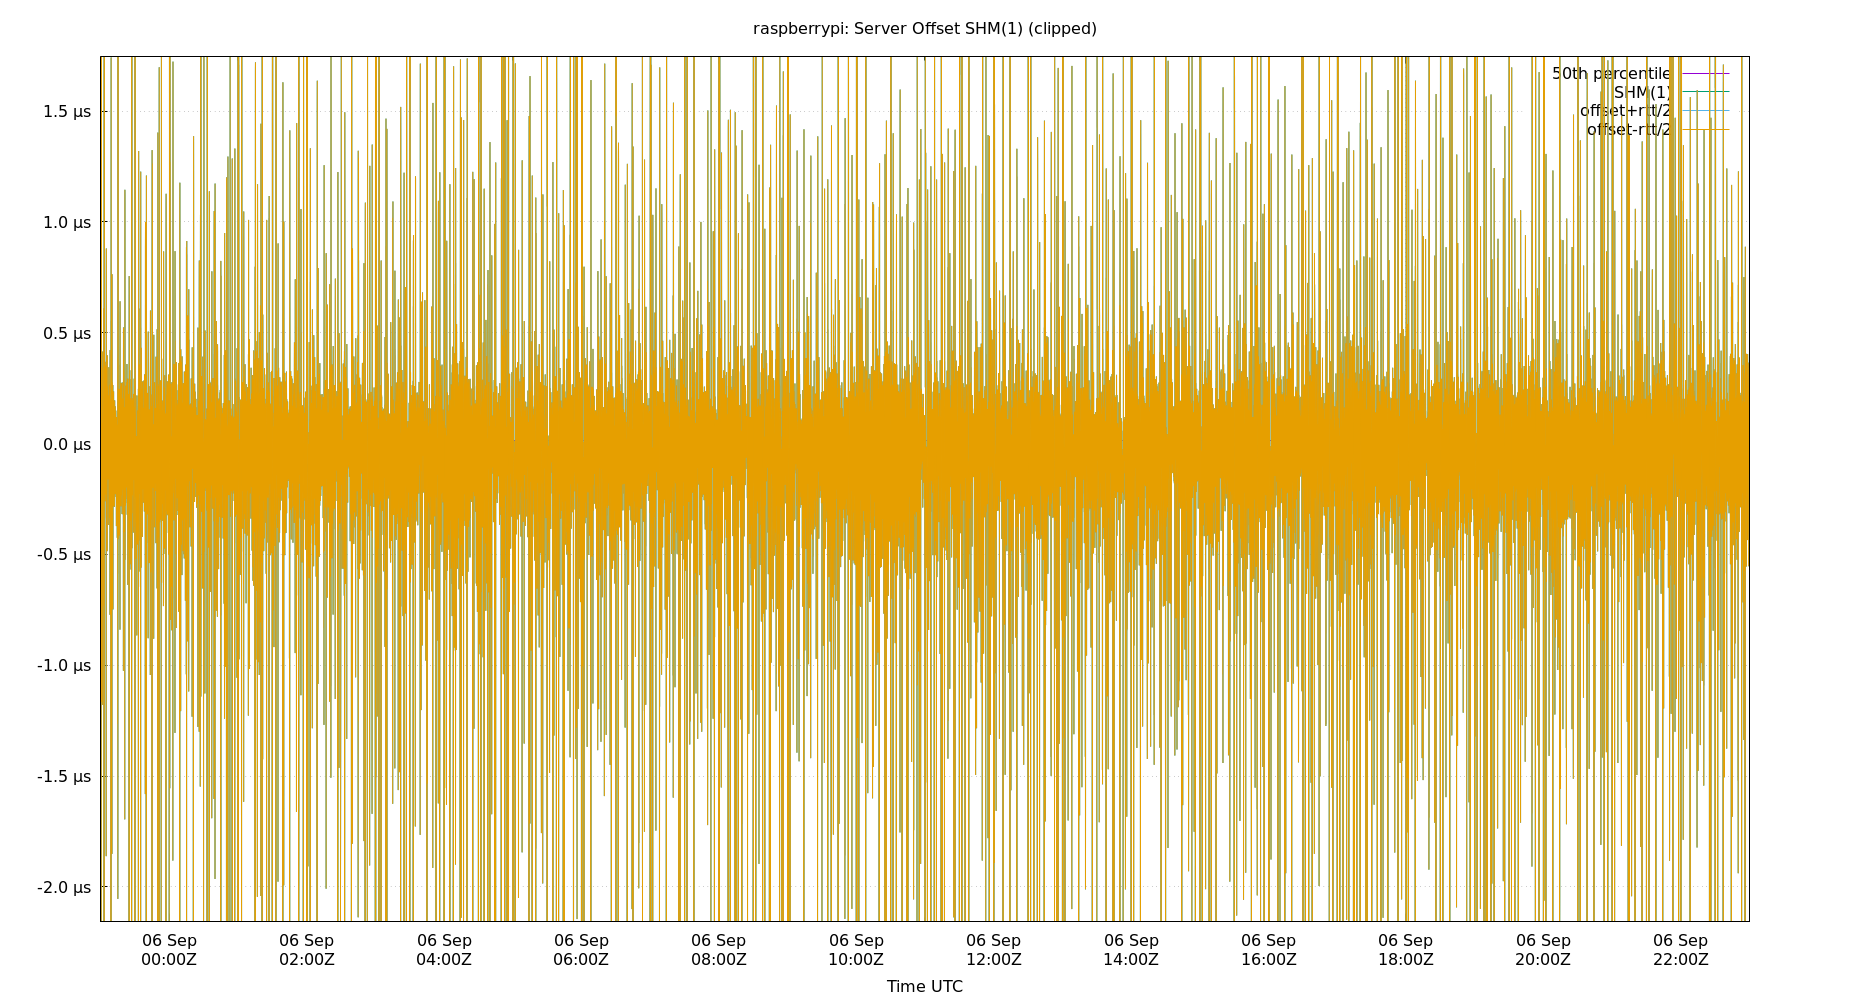 raspberrypi: Server Offset SHM(1) (clipped)
50th percentile
SHM(1)
offset+rtt/2
offset-rtt/2
1.5 µs
1.0 µs
0.5 µs
0.0 µs
-0.5 µs
-1.0 µs
-1.5 µs
-2.0 µs
06 Sep 06 Sep 06 Sep 06 Sep 06 Sep 06 Sep 06 Sep 06 Sep 06 Sep 06 Sep 06 Sep 06 Sep
00:00Z 02:00Z 04:00Z 06:00Z 08:00Z 10:00Z 12:00Z 14:00Z 16:00Z 18:00Z 20:00Z 22:00Z
Time UTC